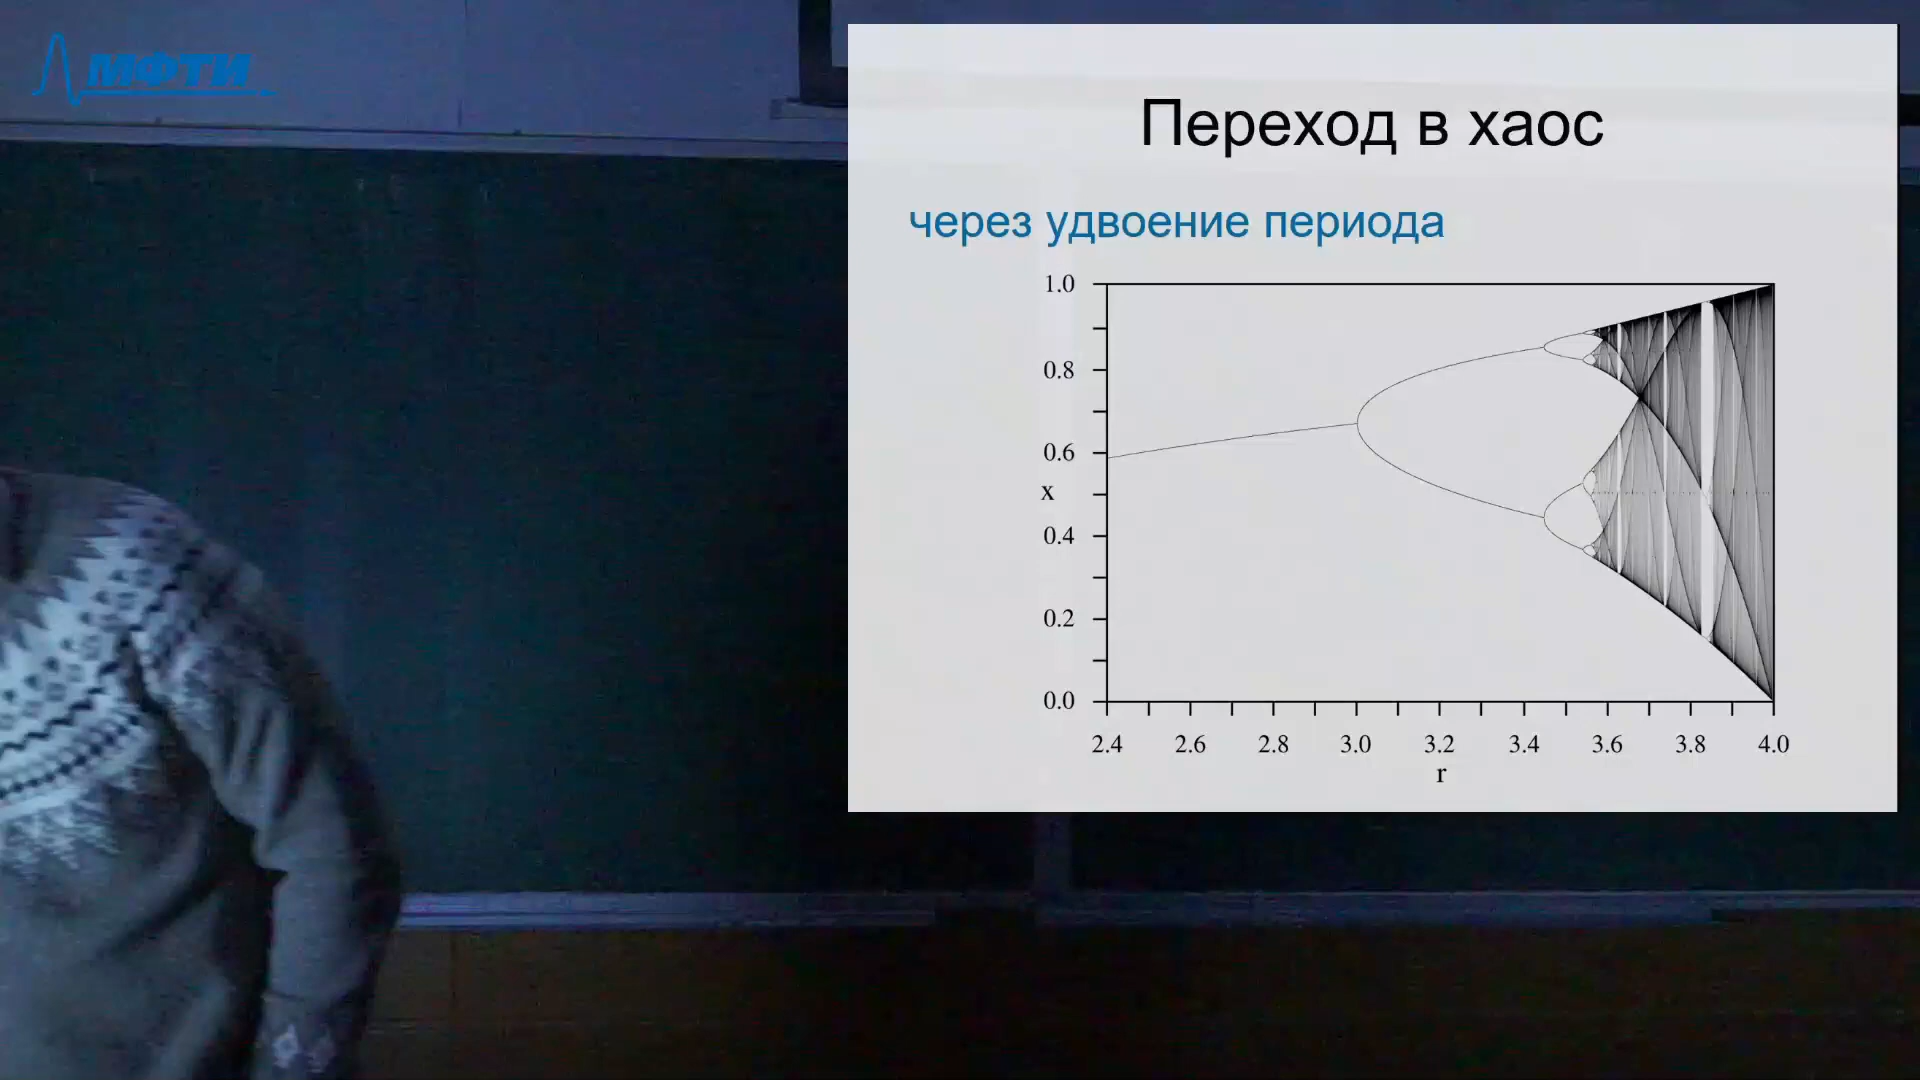 МФТИ
Переход в хаос
через удвоение периода
1.0
0.8
0.6
x
0.4
0.2
0.0
2.4 2.6 2.8 3.0 3.2 3.4 3.6 3.8 4.0
r